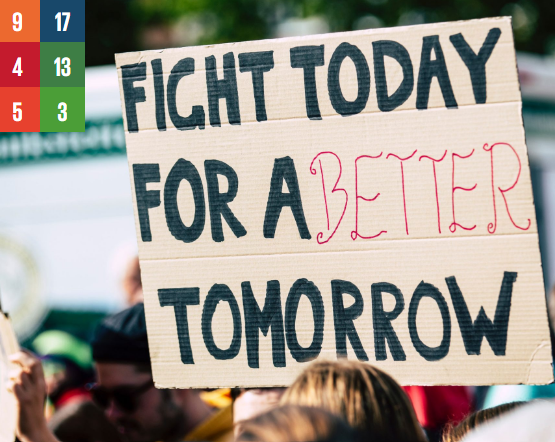 9 17
4 13
5 3
FIGHT TODAY
FOR A BETTER
TOMORROW